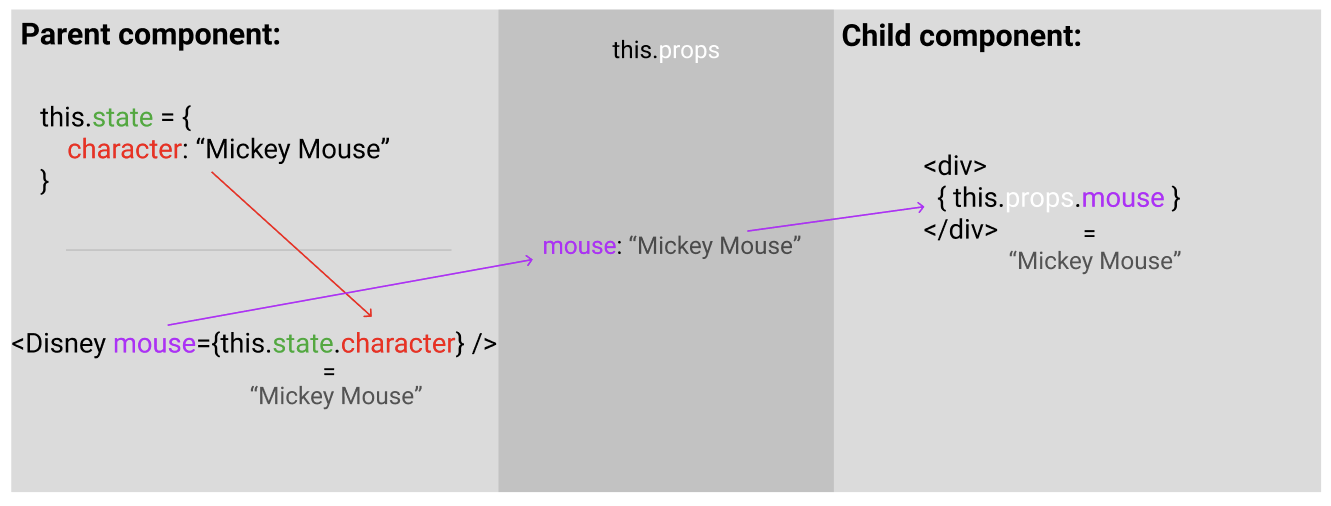 Parent component:
this.state = {
character: “Mickey Mouse”
}
<Disney mouse={this.state.character} />
=
“Mickey Mouse”
this.props
mouse: “Mickey Mouse”
Child component:
<div>
{ this.props.mouse }
</div>
=
“Mickey Mouse”